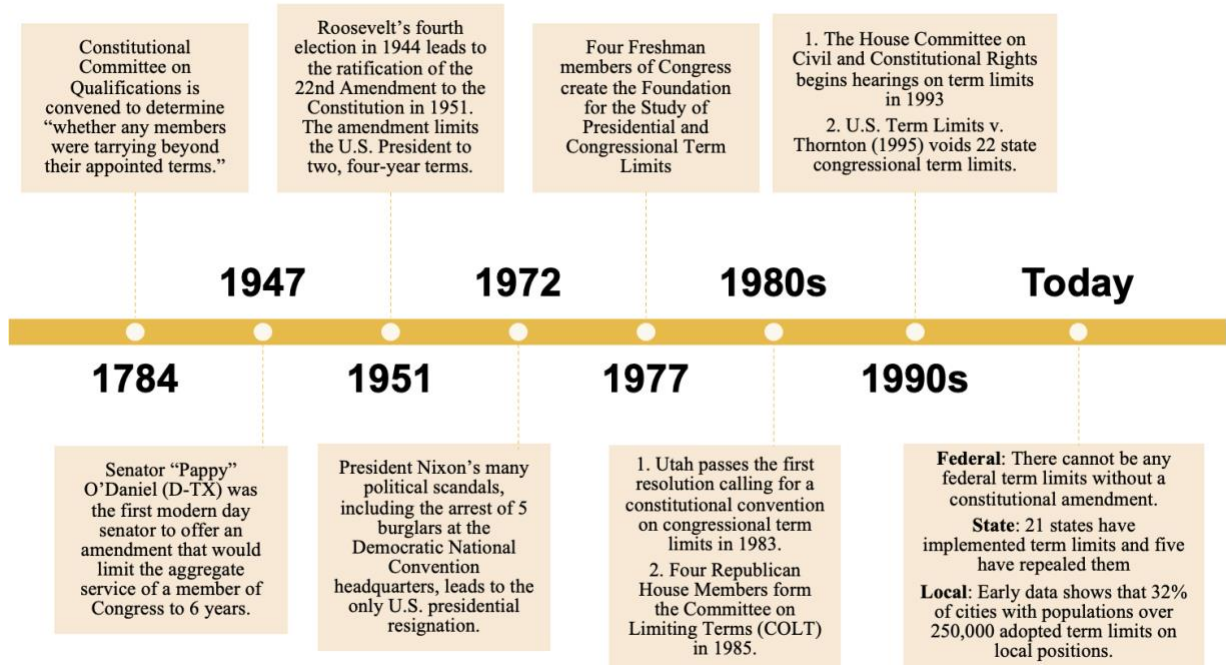 Constitutional
Committee on
Qualifications is
convened to determine
“whether any members
were tarrying beyond
their appointed terms.”
Roosevelt’s fourth
election in 1944 leads to
the ratification of the
22nd Amendment to the
Constitution in 1951.
The amendment limits
the U.S. President to
two, four-year terms.
Four Freshman
members of Congress
create the Foundation
for the Study of
Presidential and
Congressional Term
Limits
1. The House Committee on
Civil and Constitutional Rights
begins hearings on term limits
in 1993
2. U.S. Term Limits v.
Thornton (1995) voids 22 state
congressional term limits.
1947
1972
1980s
Today
1784
1951
1977
1990s
Senator “Pappy”
O’Daniel (D-TX) was
the first modern day
senator to offer an
amendment that would
limit the aggregate
service of a member of
Congress to 6 years.
President Nixon’s many
political scandals,
including the arrest of 5
burglars at the
Democratic National
Convention
headquarters, leads to the
only U.S. presidential
resignation.
1. Utah passes the first
resolution calling for a
constitutional convention
on congressional term
limits in 1983.
2. Four Republican
House Members form
the Committee on
Limiting Terms (COLT)
in 1985.
Federal: There cannot be any
federal term limits without a
constitutional amendment.
State: 21 states have
implemented term limits and five
have repealed them
Local: Early data shows that 32%
of cities with populations over
250,000 adopted term limits on
local positions.